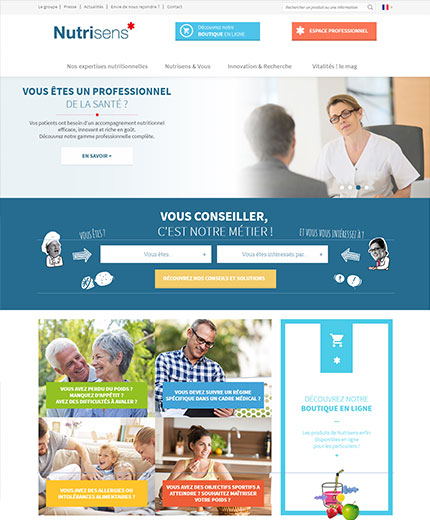 Le groupe | Presse | Actualités | Envie de nous rejoindre ? | Contact
Rechercher un produit ou une information
Nutrisens
Découvrez notre
BOUTIQUE EN LIGNE
ESPACE PROFESSIONNEL
Nos expertises nutritionnelles
Nutrisens & Vous
Innovation & Recherche
Vitalités ! le mag
VOUS ÊTES UN PROFESSIONNEL
DE LA SANTÉ ?
Vos patients ont besoin d'un accompagnement nutritionnel
efficace, innovant et riche en goût.
Découvrez notre gamme professionnelle complète.
EN SAVOIR +
VOUS CONSEILLER,
C'EST NOTRE MÉTIER !
VOUS ÊTES ?
ET VOUS VOUS INTÉRESSEZ À ?
Vous êtes...
Vous êtes intéressés par...
DÉCOUVREZ NOS CONSEILS ET SOLUTIONS
VOUS AVEZ PERDU DU POIDS ?
MANQUEZ D'APPÉTIT ?
AVEZ DES DIFFICULTÉS À AVALER ?
VOUS DEVEZ SUIVRE UN RÉGIME
SPÉCIFIQUE DANS UN CADRE MÉDICAL ?
VOUS AVEZ DES ALLERGIES OU
INTOLÉRANCES ALIMENTAIRES ?
VOUS AVEZ DES OBJECTIFS SPORTIFS A
ATTEINDRE ? SOUHAITEZ MAÎTRISER
VOTRE POIDS ?
DÉCOUVREZ NOTRE
BOUTIQUE EN LIGNE
Les produits de Nutrisens enfin
disponibles en ligne
pour les particuliers !